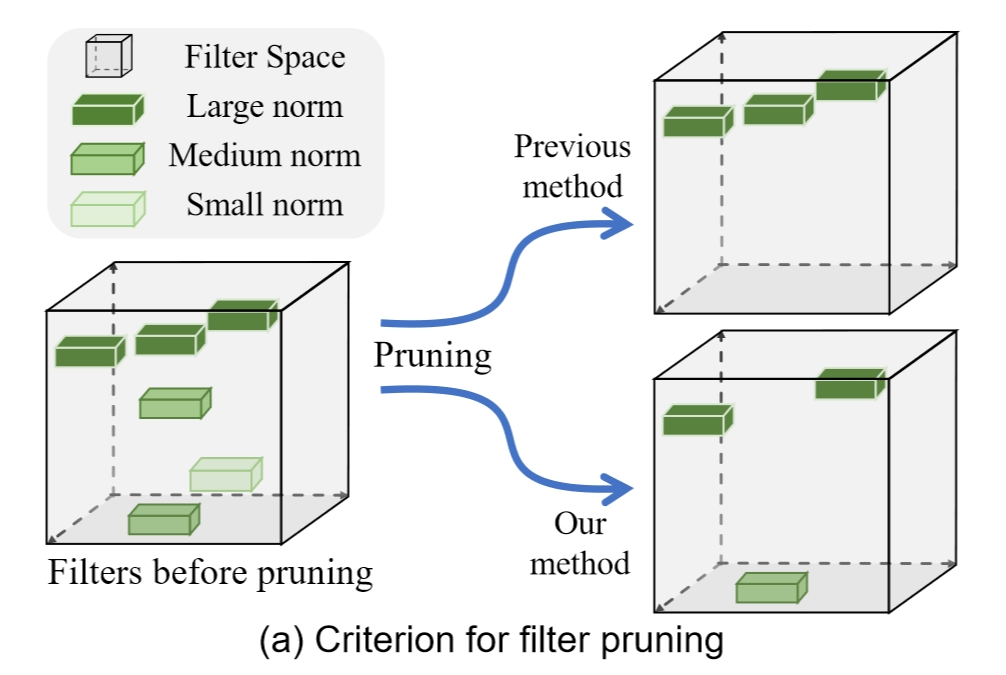 Filter Space
Large norm
Medium norm
Small norm
Previous
method
Pruning
Our
method
Filters before pruning
(a) Criterion for filter pruning